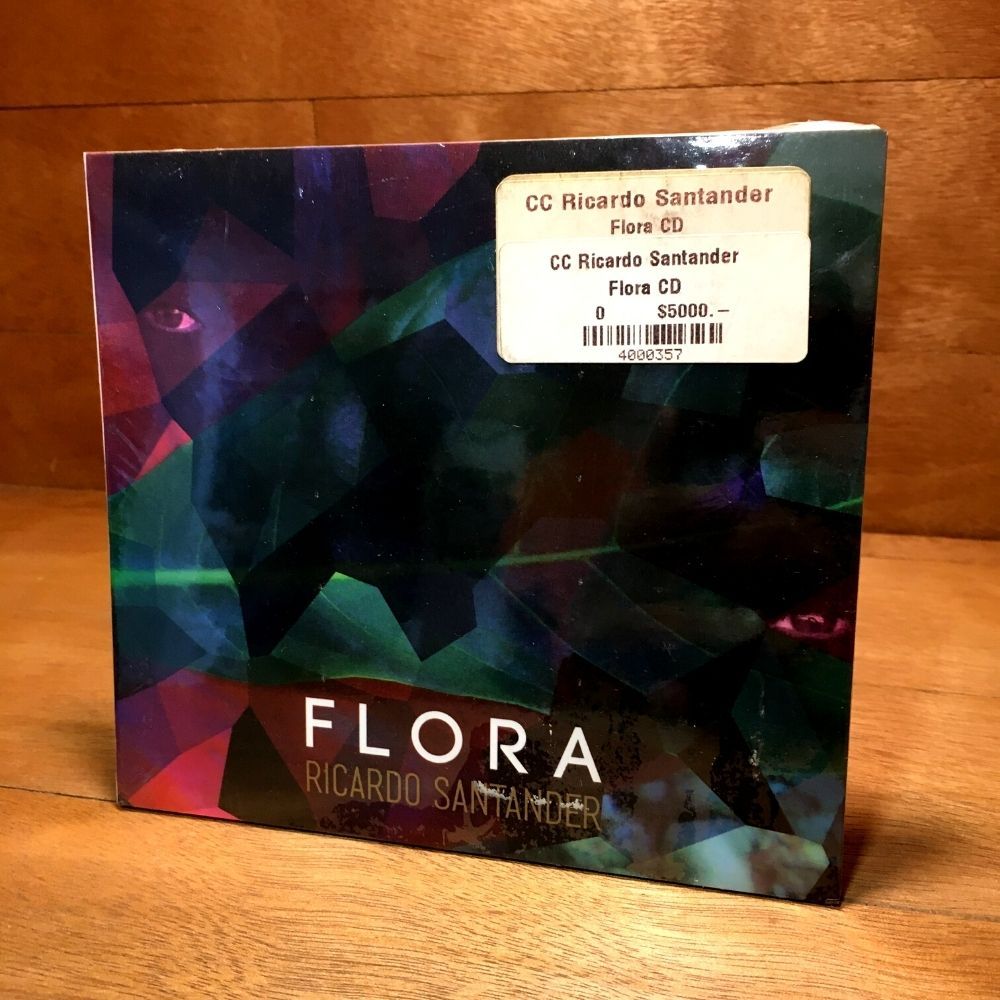 CC Ricardo Santander
Flora CD
CC Ricardo Santander
Flora CD
0 $5000.—
4000357
FLORA
RICARDO SANTANDER